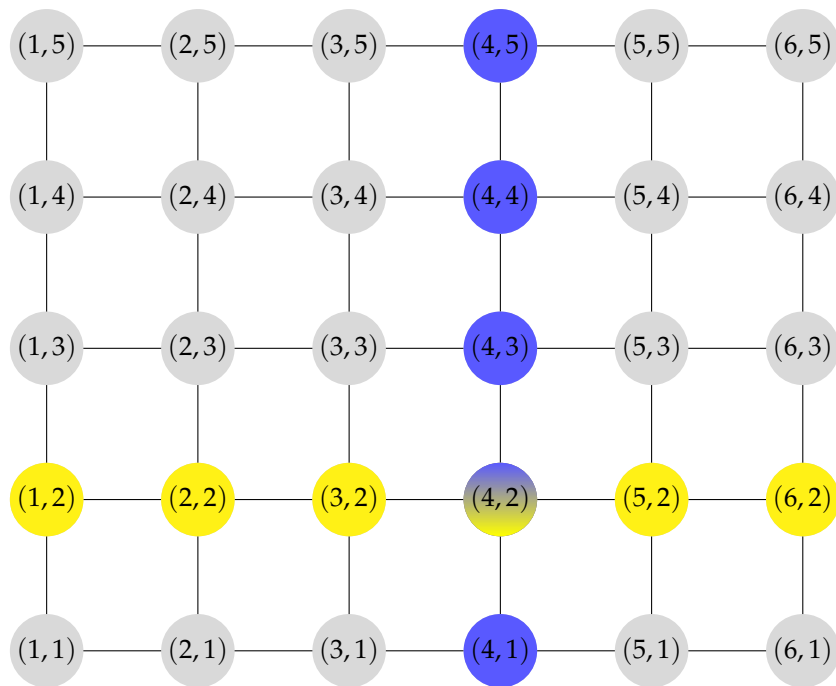 (1, 5) (2, 5) (3, 5) (4, 5) (5, 5) (6, 5)
(1, 4) (2, 4) (3, 4) (4, 4) (5, 4) (6, 4)
(1, 3) (2, 3) (3, 3) (4, 3) (5, 3) (6, 3)
(1, 2) (2, 2) (3, 2) (4, 2) (5, 2) (6, 2)
(1, 1) (2, 1) (3, 1) (4, 1) (5, 1) (6, 1)